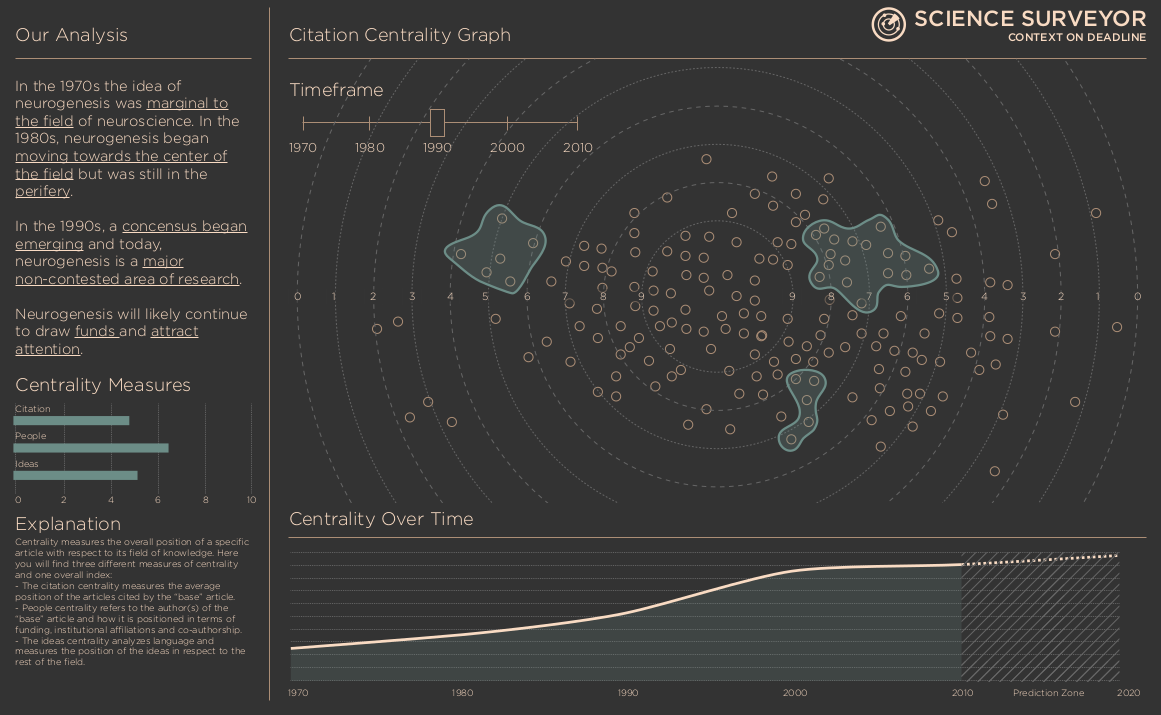 Our Analysis
In the 1970s the idea of
neurogenesis was marginal to
the field of neuroscience. In the
1980s, neurogenesis began
moving towards the center of
the field but was still in the
perifery.
In the 1990s, a concensus began
emerging and today,
neurogenesis is a major
non-contested area of research.
Neurogenesis will likely continue
to draw funds and attract
attention.
Centrality Measures
Citation
People
Ideas
0 2 4 6 8 10
Explanation
Centrality measures the overall position of a specific
article with respect to its field of knowledge. Here
you will find three different measures of centrality
and one overall index:
- The citation centrality measures the average
position of the articles cited by the "base" article.
- People centrality refers to the author(s) of the
"base" article and how it is positioned in terms of
funding, institutional affiliations and co-authorship.
- The ideas centrality analyzes language and
measures the position of the ideas in respect to the
rest of the field.
Citation Centrality Graph
SCIENCE SURVEYOR
CONTEXT ON DEADLINE
Timeframe
1970 1980 1990 2000 2010
0 1 2 3 4 5 6 7 8 9 9 8 7 6 5 4 3 2 1 0
Centrality Over Time
1970 1980 1990 2000 2010 Prediction Zone 2020